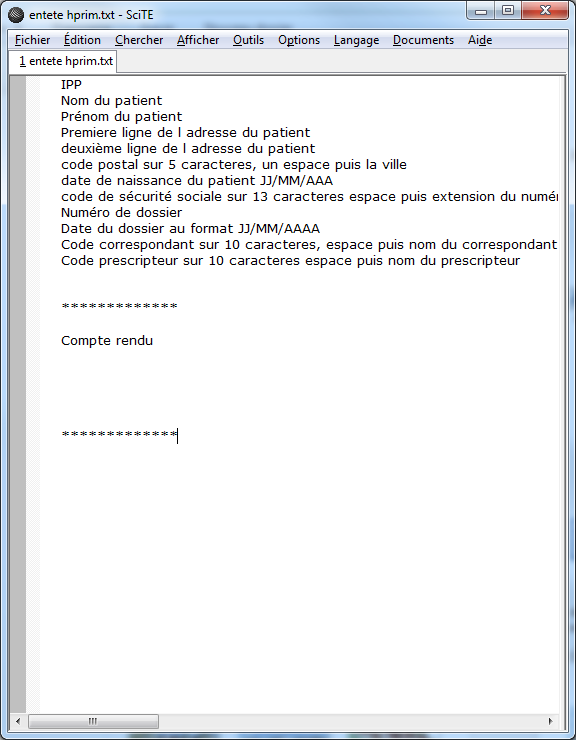 entete hprim.txt - SciTE
Fichier Édition Chercher Afficher Outils Options Langage Documents Aide
1 entete hprim.txt
IPP
Nom du patient
Prénom du patient
Premiere ligne de l adresse du patient
deuxième ligne de l adresse du patient
code postal sur 5 caracteres, un espace puis la ville
date de naissance du patient JJ/MM/AAA
code de sécurité sociale sur 13 caracteres espace puis extension du numé
Numéro de dossier
Date du dossier au format JJ/MM/AAAA
Code correspondant sur 10 caracteres, espace puis nom du correspondant
Code prescripteur sur 10 caracteres espace puis nom du prescripteur
*************
Compte rendu
*************